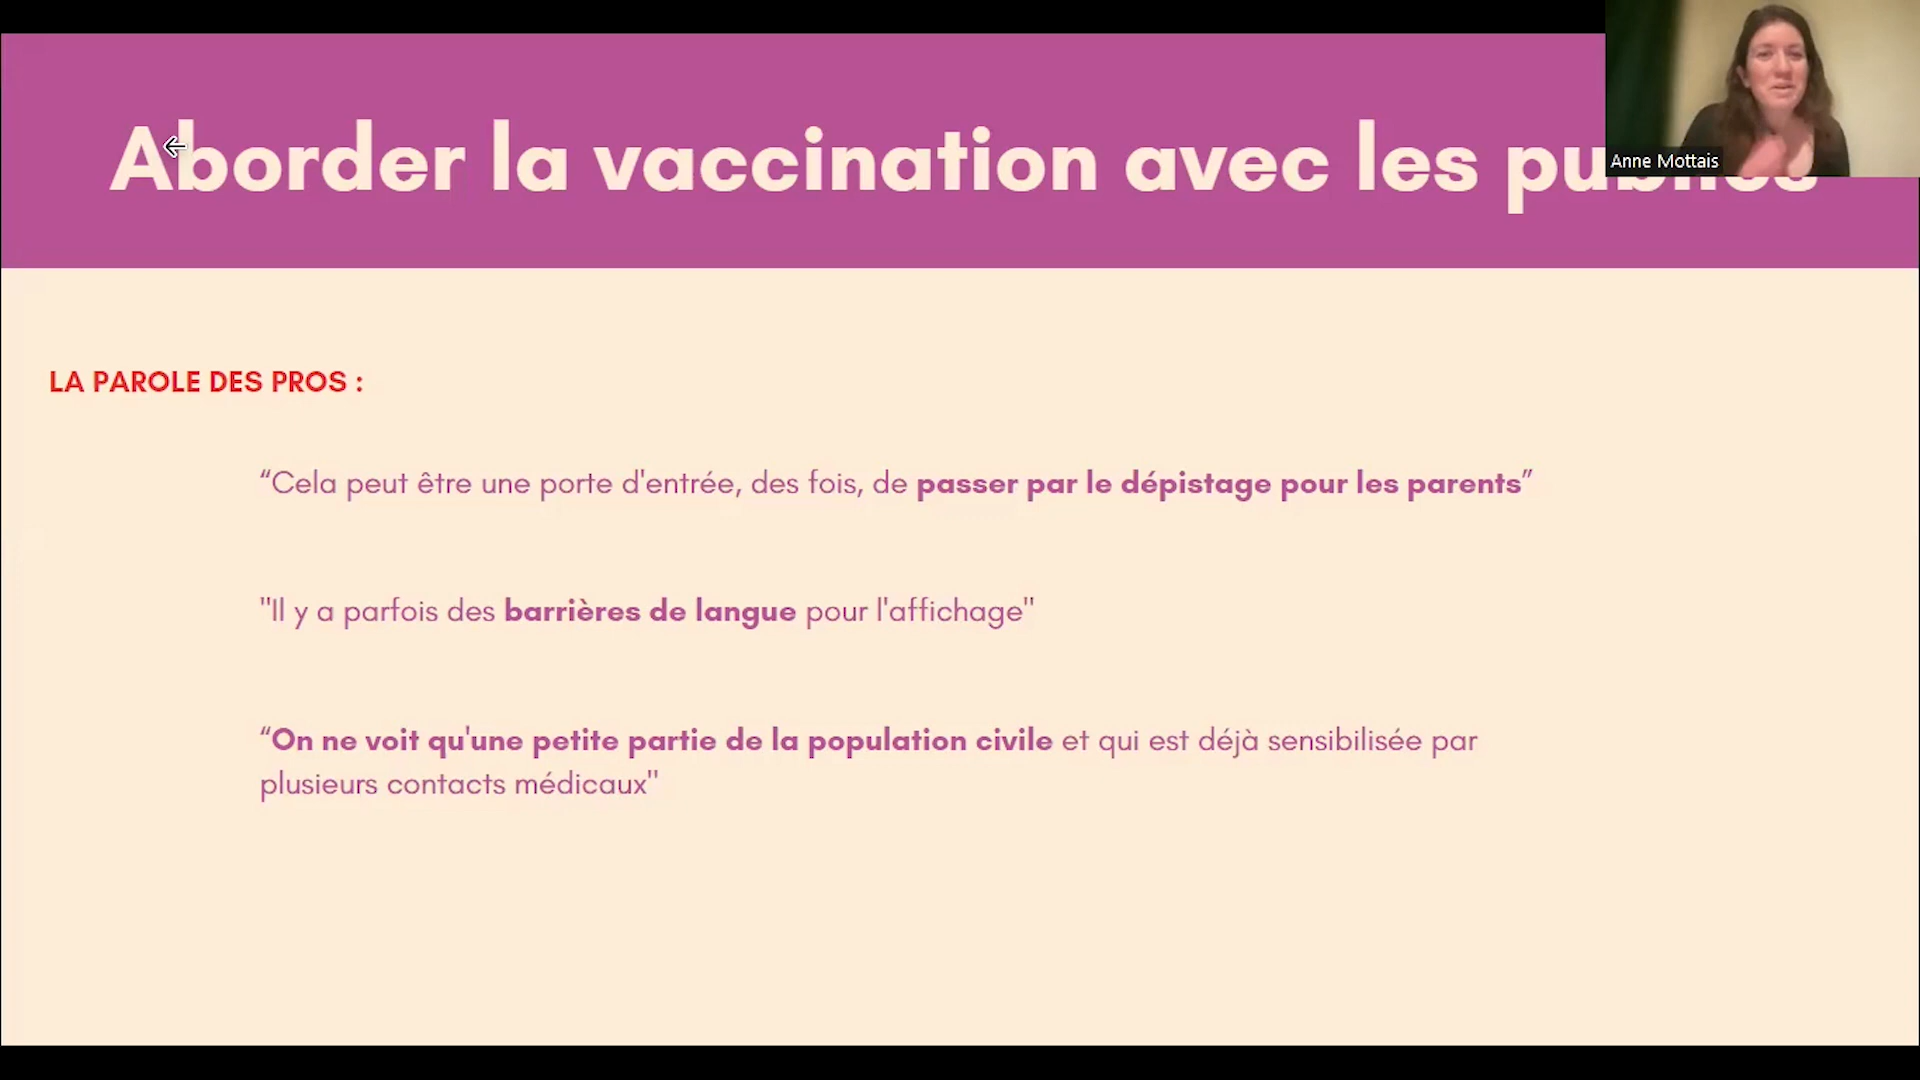 Aborder la vaccination avec les publics
Anne Mottais
LA PAROLE DES PROS :
“Cela peut être une porte d'entrée, des fois, de passer par le dépistage pour les parents”
"Il y a parfois des barrières de langue pour l'affichage"
“On ne voit qu'une petite partie de la population civile et qui est déjà sensibilisée par
plusieurs contacts médicaux"